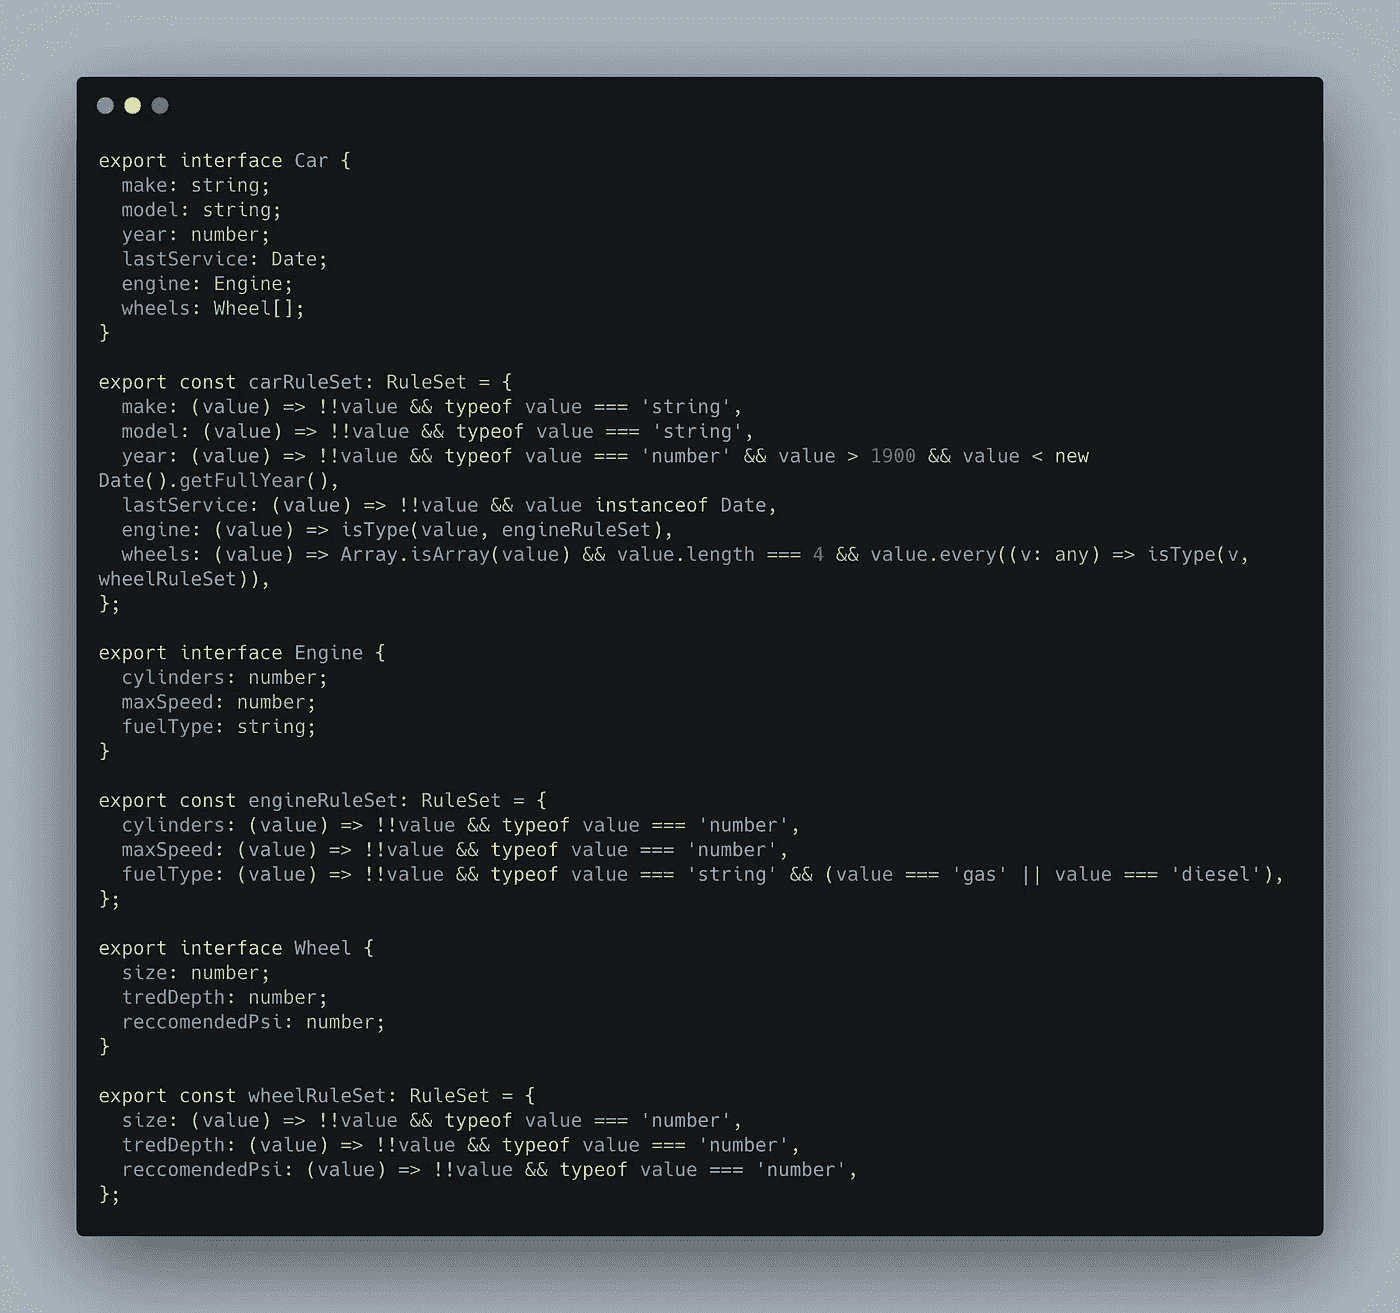 export interface Car {
  make: string;
  model: string;
  year: number;
  lastService: Date;
  engine: Engine;
  wheels: Wheel[];
}

export const carRuleSet: RuleSet = {
  make: (value) => !!value && typeof value === 'string',
  model: (value) => !!value && typeof value === 'string',
  year: (value) => !!value && typeof value === 'number' && value > 1900 && value < new
Date().getFullYear(),
  lastService: (value) => !!value && value instanceof Date,
  engine: (value) => isType(value, engineRuleSet),
  wheels: (value) => Array.isArray(value) && value.length === 4 && value.every((v: any) => isType(v,
wheelRuleSet)),
};

export interface Engine {
  cylinders: number;
  maxSpeed: number;
  fuelType: string;
}

export const engineRuleSet: RuleSet = {
  cylinders: (value) => !!value && typeof value === 'number',
  maxSpeed: (value) => !!value && typeof value === 'number',
  fuelType: (value) => !!value && typeof value === 'string' && (value === 'gas' || value === 'diesel'),
};

export interface Wheel {
  size: number;
  tredDepth: number;
  reccomendedPsi: number;
}

export const wheelRuleSet: RuleSet = {
  size: (value) => !!value && typeof value === 'number',
  tredDepth: (value) => !!value && typeof value === 'number',
  reccomendedPsi: (value) => !!value && typeof value === 'number',
};